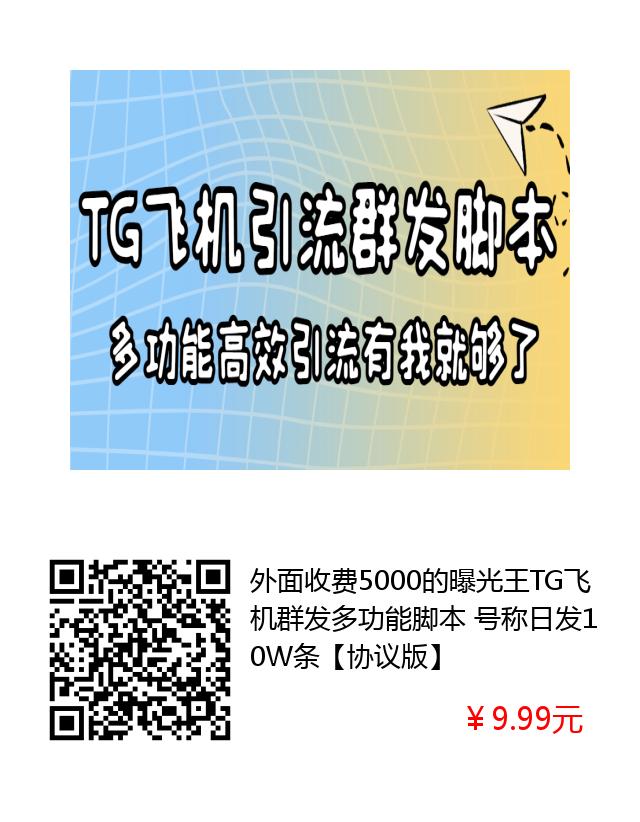 TG飞机引流群发脚本
多功能高效引流有我就够了
外面收费5000的曝光王TG飞
机群发多功能脚本 号称日发1
0W条【协议版】
¥ 9.99元